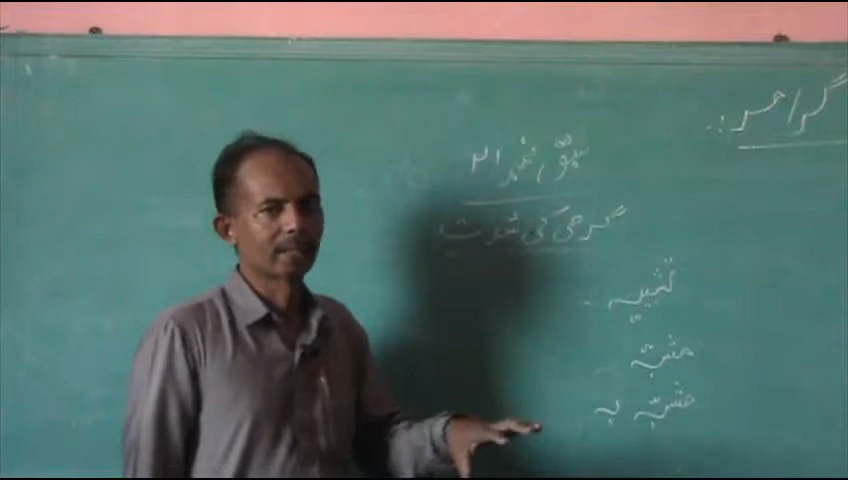 گرامر :۔
سبق نمبر ۲۱
گرمی کی شدت
تشبیہ
مشبہ
مشبہ بہ